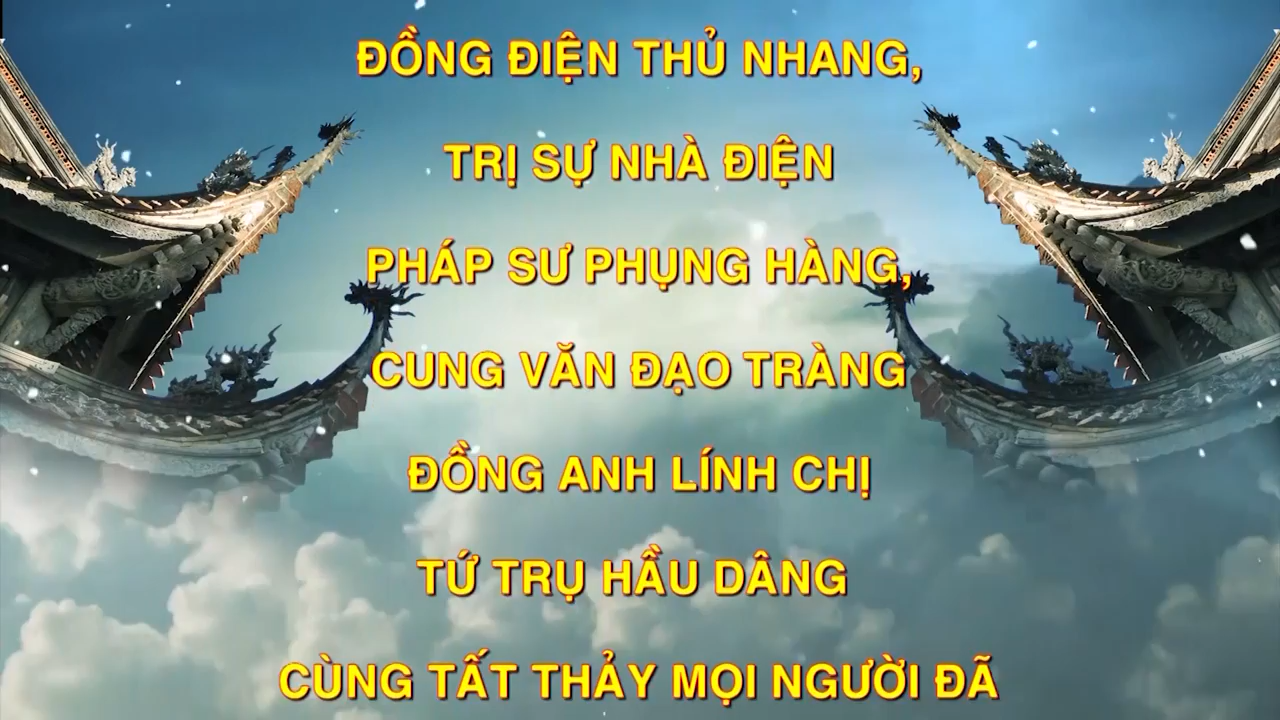 ĐỒNG ĐIỆN THỦ NHANG,
TRỊ SỰ NHÀ ĐIỆN
PHÁP SƯ PHỤNG HÀNG,
CUNG VĂN ĐẠO TRÀNG
ĐỒNG ANH LÍNH CHỊ
TỨ TRỤ HẦU DÂNG
CÙNG TẤT THẢY MỌI NGƯỜI ĐÃ